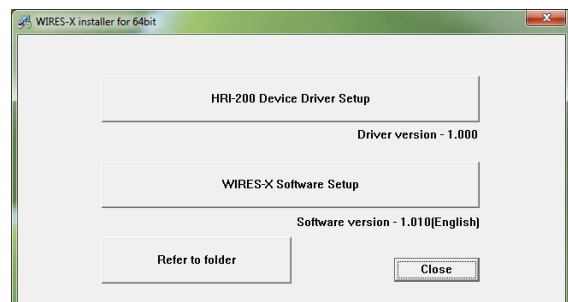 WIRES-X installer for 64bit
HRI-200 Device Driver Setup
Driver version - 1.000
WIRES-X Software Setup
Software version - 1.010(English)
Refer to folder
Close